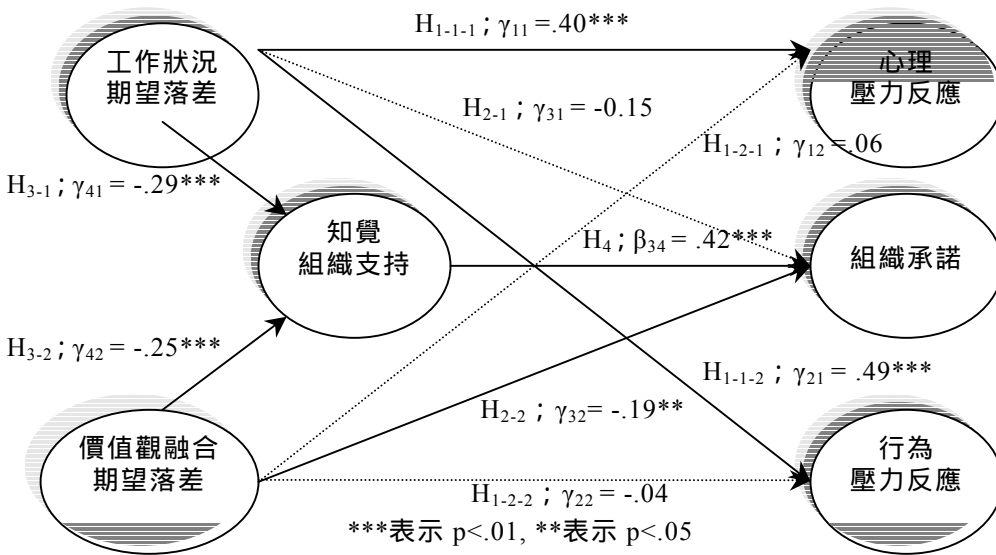 H1-1-1；γ11=.40***
工作狀況
期望落差
心理
壓力反應
H2-1；γ31 = -0.15
H1-2-1；γ12 =.06
H3-1；γ41 = -.29***
知覺
組織支持
H4；β34 = .42***
組織承諾
H3-2；γ42 = -.25***
H1-1-2；γ21 = .49***
H2-2；γ32= -.19**
價值觀融合
期望落差
行為
壓力反應
H1-2-2；γ22 = -.04
***表示 p<.01, **表示 p<.05